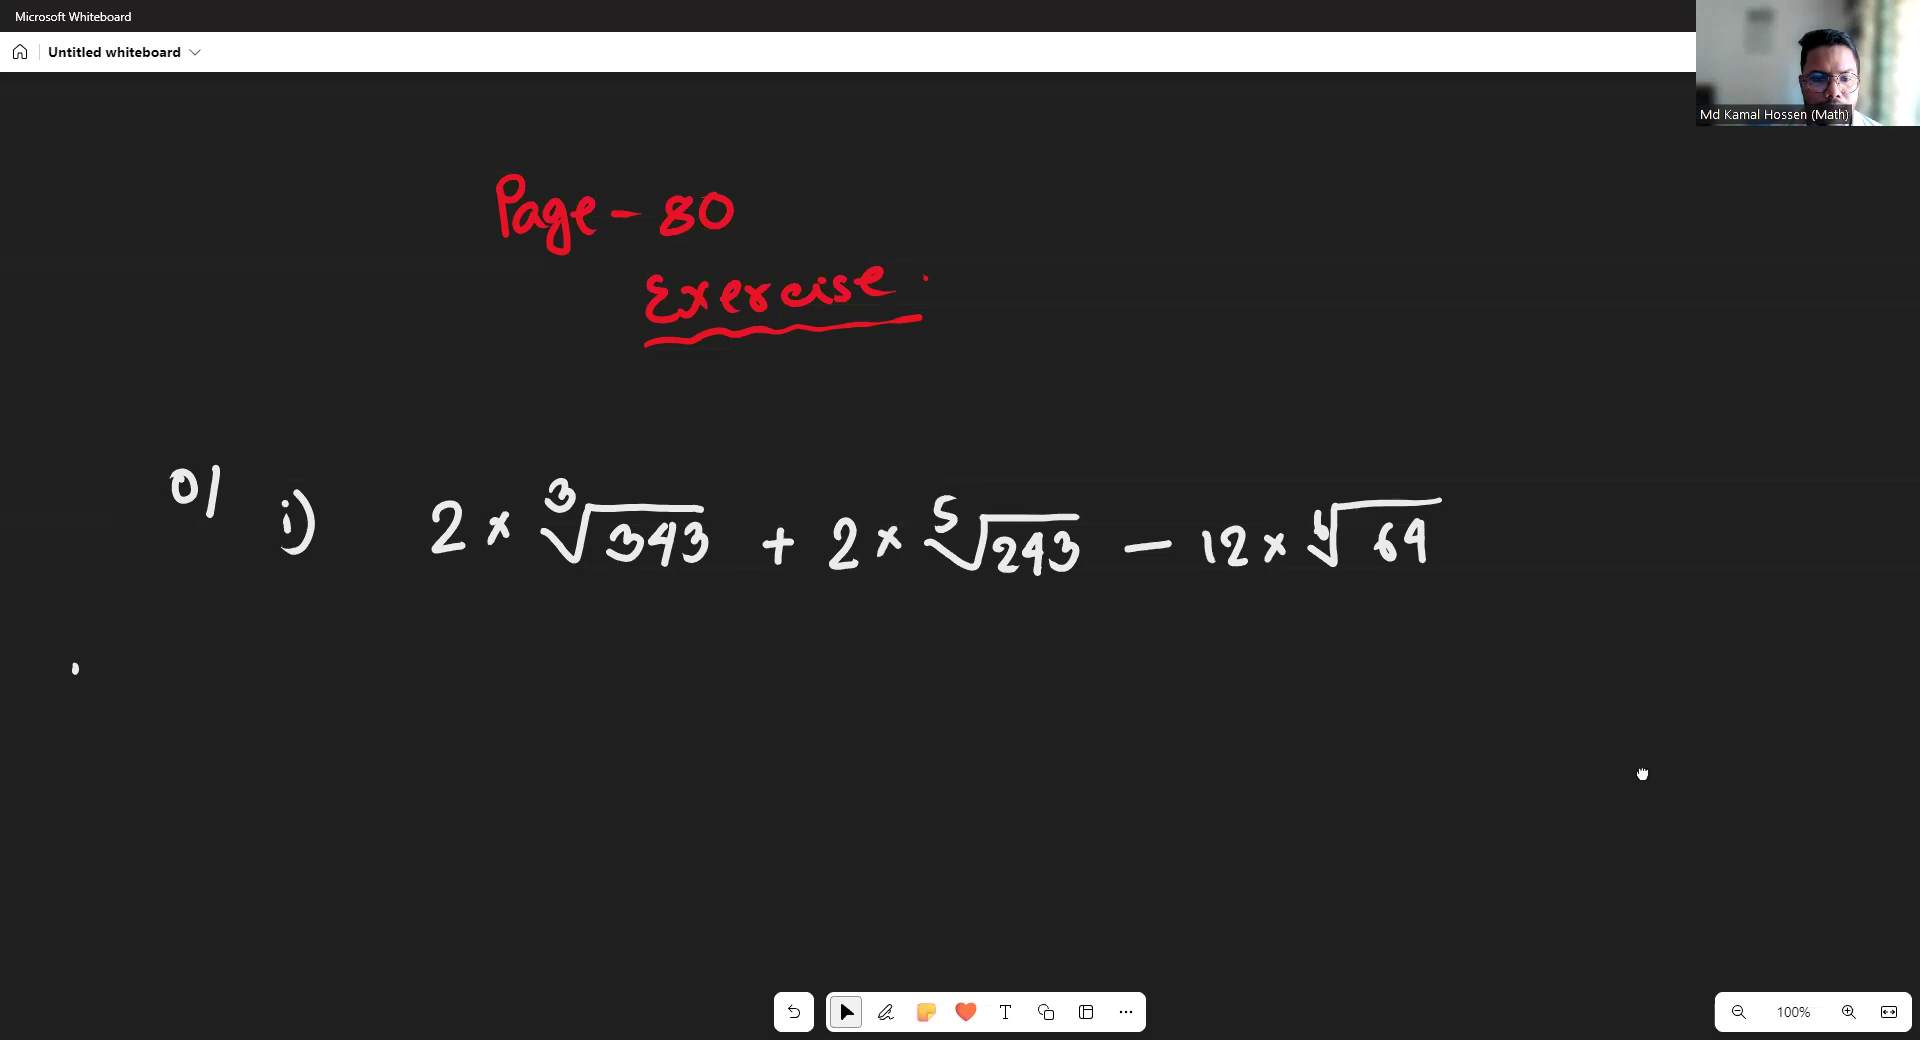 Microsoft Whiteboard
Untitled whiteboard
Md Kamal Hossen (Math)
Page - 80
Exercise.
01 i) 2 × ∛343 + 2 × ⁵√243 − 12 × ⁶√64
T
100%